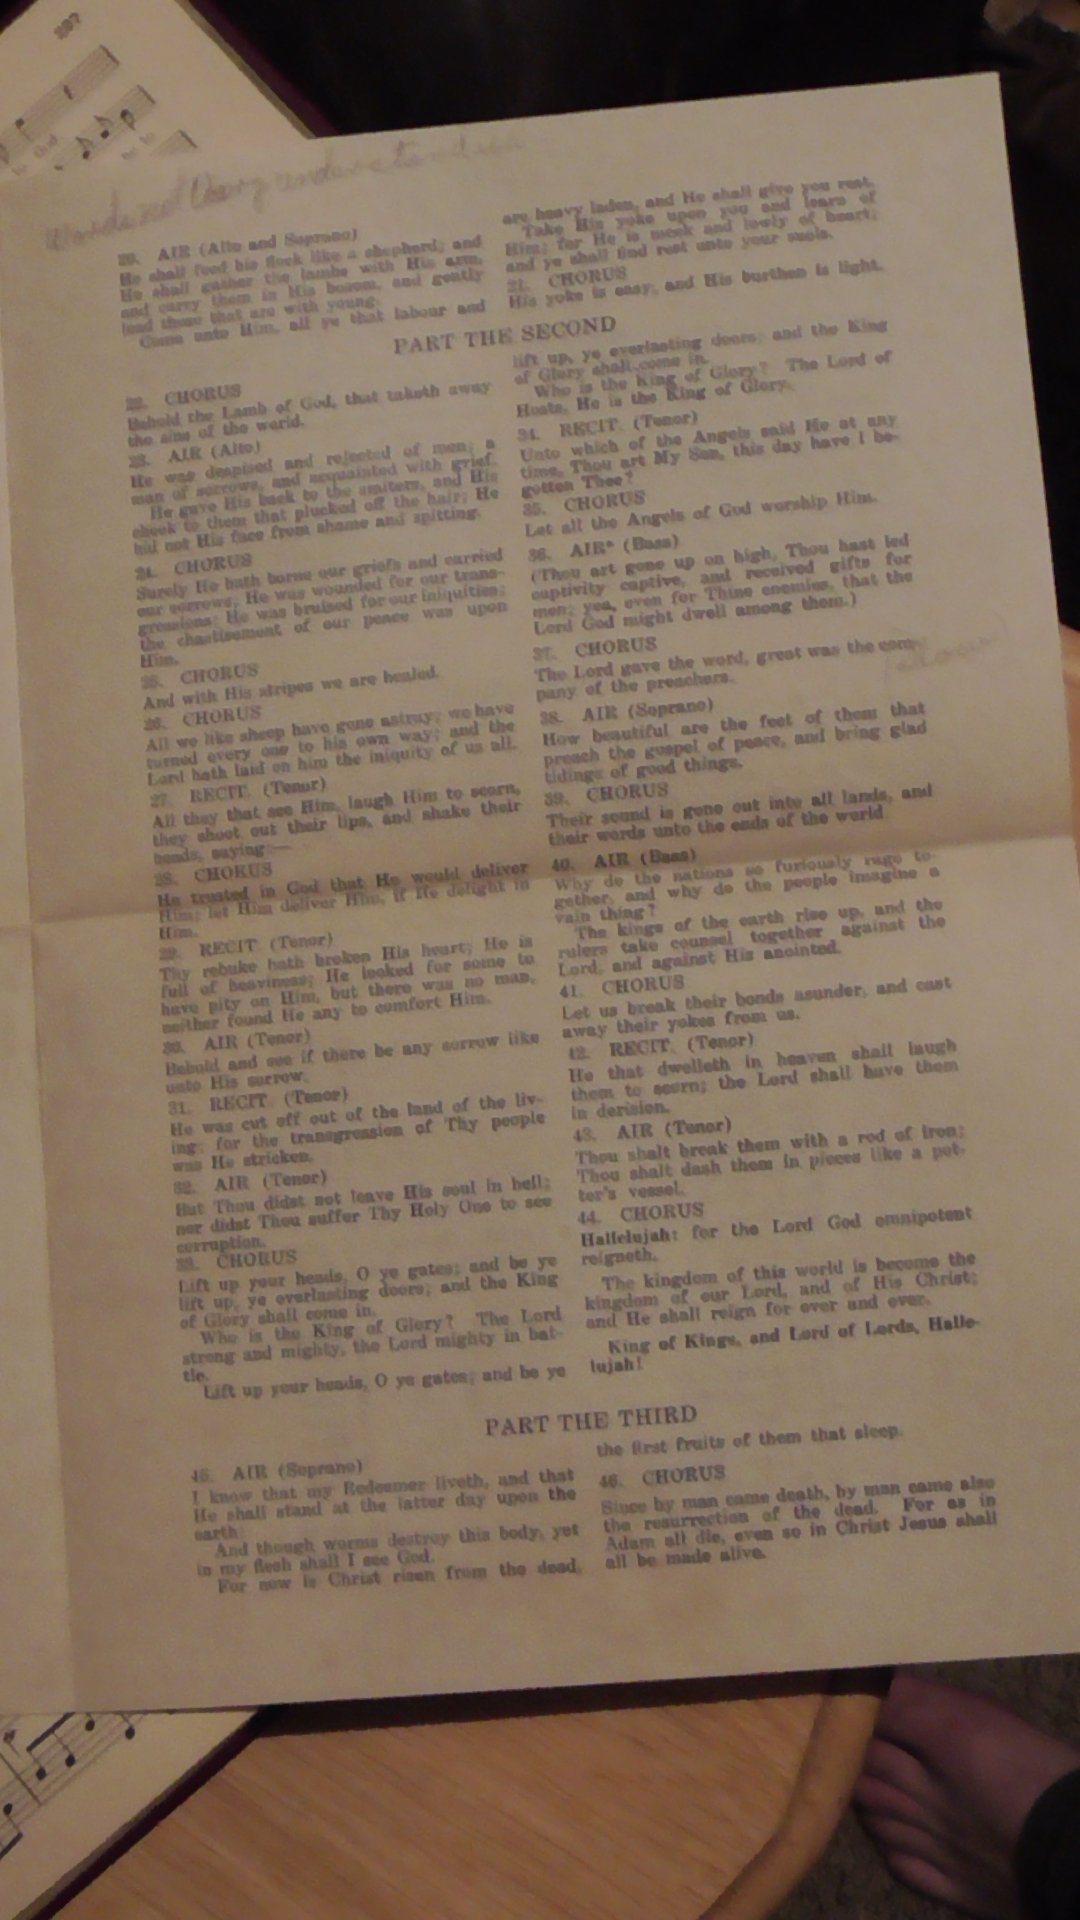 287
Words not Very understandin
20. AIR (Alto and Soprano)
He shall feed his flock like a shepherd; and
He shall gather the lambs with His arm,
and carry them in His bosom, and gently
lead those that are with young.
Come unto Him, all ye that labour and
are heavy laden, and He shall give you rest.
Take His yoke upon you and learn of
Him; for He is meek and lowly of heart;
and ye shall find rest unto your souls.
21. CHORUS
His yoke is easy, and His burthen is light.
PART THE SECOND
22. CHORUS
Behold the Lamb of God, that taketh away
the sins of the world.
23. AIR (Alto)
He was despised and rejected of men; a
man of sorrows, and acquainted with grief.
He gave His back to the smiters, and His
cheek to them that plucked off the hair; He
hid not His face from shame and spitting.
24. CHORUS
Surely He hath borne our griefs and carried
our sorrows; He was wounded for our trans-
gressions; He was bruised for our iniquities;
the chastisement of our peace was upon
Him.
25. CHORUS
And with His stripes we are healed.
26. CHORUS
All we like sheep have gone astray; we have
turned every one to his own way; and the
Lord hath laid on him the iniquity of us all.
27. RECIT. (Tenor)
All they that see Him, laugh Him to scorn,
they shoot out their lips, and shake their
heads, saying:—
28. CHORUS
He trusted in God that He would deliver
Him; let Him deliver Him, if He delight in
Him.
29. RECIT. (Tenor)
Thy rebuke hath broken His heart; He is
full of heaviness; He looked for some to
have pity on Him, but there was no man,
neither found He any to comfort Him.
30. AIR (Tenor)
Behold and see if there be any sorrow like
unto His sorrow.
31. RECIT. (Tenor)
He was cut off out of the land of the liv-
ing; for the transgression of Thy people
was He stricken.
32. AIR (Tenor)
But Thou didst not leave His soul in hell;
nor didst Thou suffer Thy Holy One to see
corruption.
33. CHORUS
Lift up your heads, O ye gates; and be ye
lift up, ye everlasting doors; and the King
of Glory shall come in.
Who is the King of Glory? The Lord
strong and mighty, the Lord mighty in bat-
tle.
Lift up your heads, O ye gates; and be ye
lift up, ye everlasting doors; and the King
of Glory shall come in.
Who is the King of Glory? The Lord of
Hosts, He is the King of Glory.
34. RECIT. (Tenor)
Unto which of the Angels said He at any
time, Thou art My Son, this day have I be-
gotten Thee?
35. CHORUS
Let all the Angels of God worship Him.
36. AIR* (Bass)
(Thou art gone up on high, Thou hast led
captivity captive, and received gifts for
men; yea, even for Thine enemies, that the
Lord God might dwell among them.)
37. CHORUS
The Lord gave the word, great was the com-
pany of the preachers.
38. AIR (Soprano)
How beautiful are the feet of them that
preach the gospel of peace, and bring glad
tidings of good things.
39. CHORUS
Their sound is gone out into all lands, and
their words unto the ends of the world.
40. AIR (Bass)
Why do the nations so furiously rage to-
gether, and why do the people imagine a
vain thing?
The kings of the earth rise up, and the
rulers take counsel together against the
Lord, and against His anointed.
41. CHORUS
Let us break their bonds asunder, and cast
away their yokes from us.
42. RECIT. (Tenor)
He that dwelleth in heaven shall laugh
them to scorn; the Lord shall have them
in derision.
43. AIR (Tenor)
Thou shalt break them with a rod of iron;
Thou shalt dash them in pieces like a pot-
ter's vessel.
44. CHORUS
Hallelujah: for the Lord God omnipotent
reigneth.
The kingdom of this world is become the
kingdom of our Lord, and of His Christ;
and He shall reign for ever and ever.
King of Kings, and Lord of Lords, Halle-
lujah!
PART THE THIRD
45. AIR (Soprano)
I know that my Redeemer liveth, and that
He shall stand at the latter day upon the
earth:
And though worms destroy this body, yet
in my flesh shall I see God.
For now is Christ risen from the dead,
the first fruits of them that sleep.
46. CHORUS
Since by man came death, by man came also
the resurrection of the dead. For as in
Adam all die, even so in Christ Jesus shall
all be made alive.